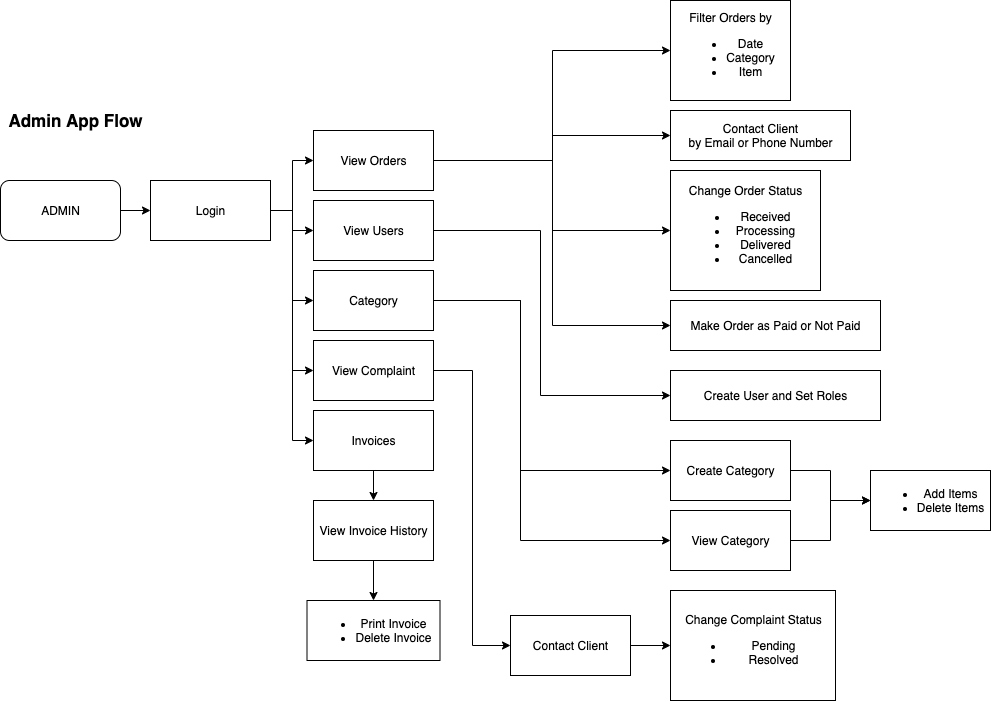 Admin App Flow
ADMIN
Login
View Orders
View Users
Category
View Complaint
Invoices
View Invoice History
• Print Invoice
• Delete Invoice
Filter Orders by
• Date
• Category
• Item
Contact Client
by Email or Phone Number
Change Order Status
• Received
• Processing
• Delivered
• Cancelled
Make Order as Paid or Not Paid
Create User and Set Roles
Create Category
View Category
• Add Items
• Delete Items
Contact Client
Change Complaint Status
• Pending
• Resolved